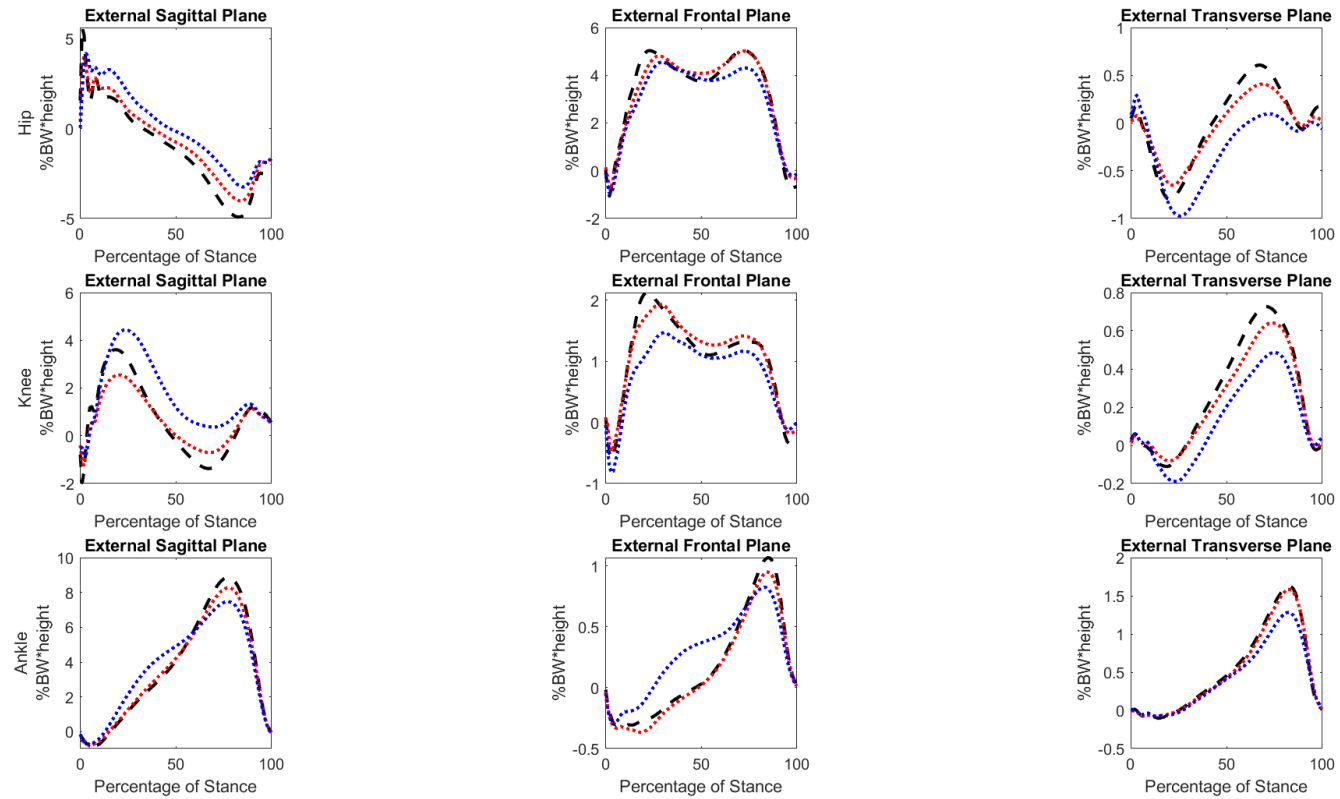 External Sagittal Plane
5
0
-5
0
50
100
Hip
%BW*height
Percentage of Stance
External Frontal Plane
6
4
2
0
-2
0
50
100
%BW*height
Percentage of Stance
External Transverse Plane
1
0.5
0
-0.5
-1
0
50
100
%BW*height
Percentage of Stance
External Sagittal Plane
6
4
2
0
-2
0
50
100
Knee
%BW*height
Percentage of Stance
External Frontal Plane
2
1
0
-1
0
50
100
%BW*height
Percentage of Stance
External Transverse Plane
0.8
0.6
0.4
0.2
0
-0.2
0
50
100
%BW*height
Percentage of Stance
External Sagittal Plane
10
8
6
4
2
0
0
50
100
Ankle
%BW*height
Percentage of Stance
External Frontal Plane
1
0.5
0
-0.5
0
50
100
%BW*height
Percentage of Stance
External Transverse Plane
2
1.5
1
0.5
0
-0.5
0
50
100
%BW*height
Percentage of Stance